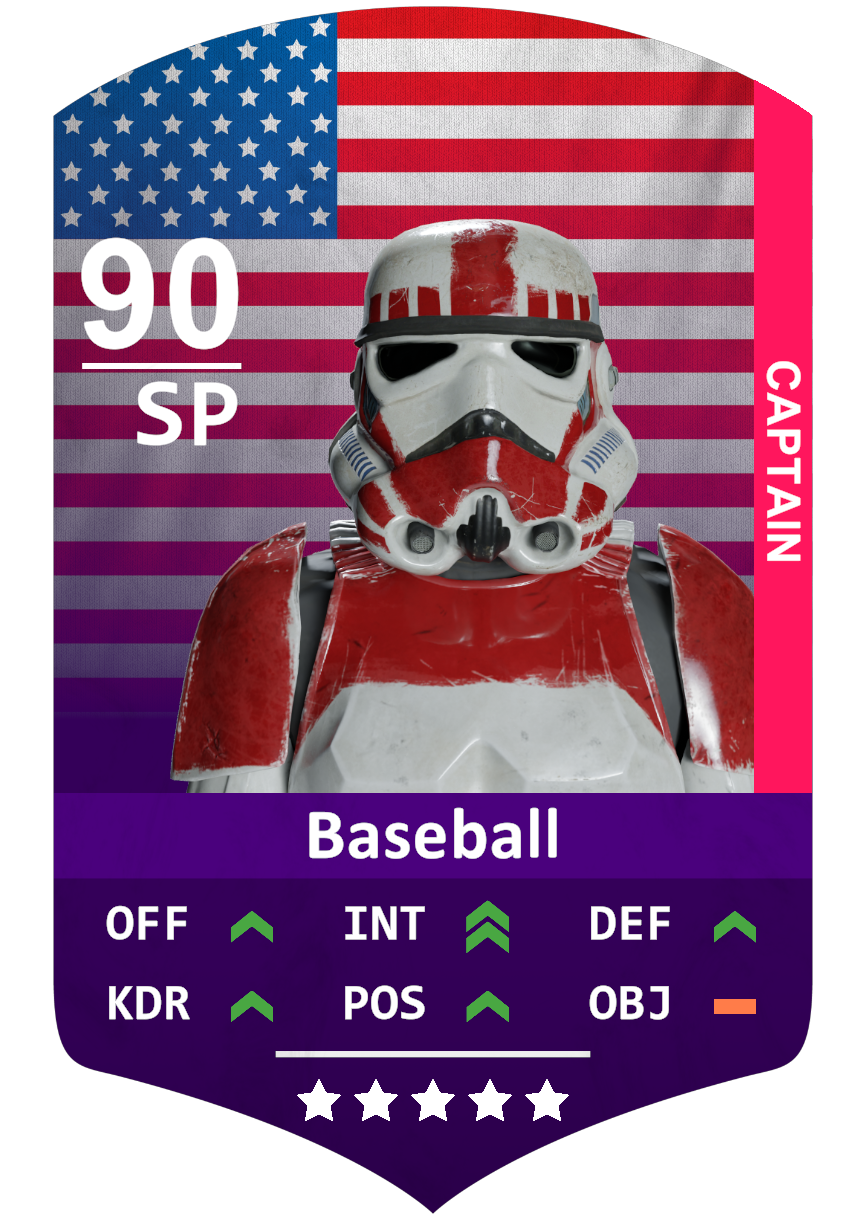 90
SP
CAPTAIN
Baseball
OFF INT DEF
KDR POS OBJ